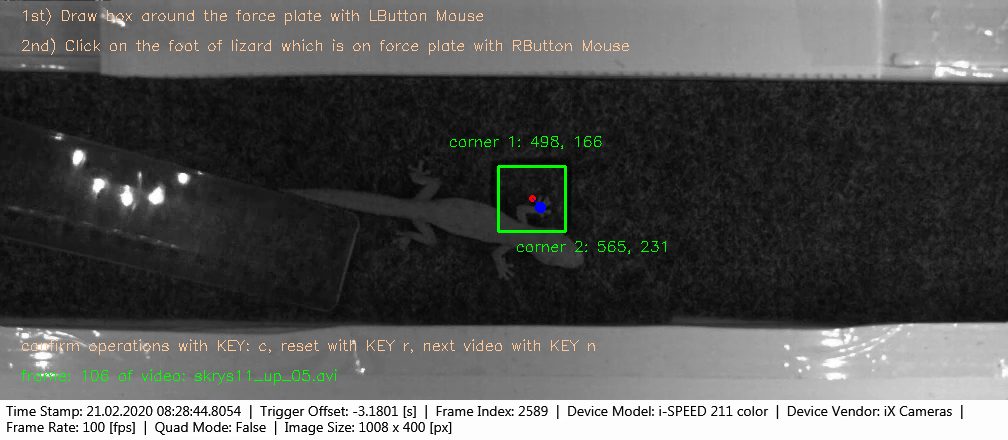 1st) Draw box around the force plate with LButton Mouse
2nd) Click on the foot of lizard which is on force plate with RButton Mouse
corner 1: 498, 166
corner 2: 565, 231
confirm operations with KEY: c, reset with KEY r, next video with KEY n
frame: 106 of video: skrys11_up_05.avi
Time Stamp: 21.02.2020 08:28:44.8054 | Trigger Offset: -3.1801 [s] | Frame Index: 2589 | Device Model: i-SPEED 211 color | Device Vendor: iX Cameras |
Frame Rate: 100 [fps] | Quad Mode: False | Image Size: 1008 x 400 [px]